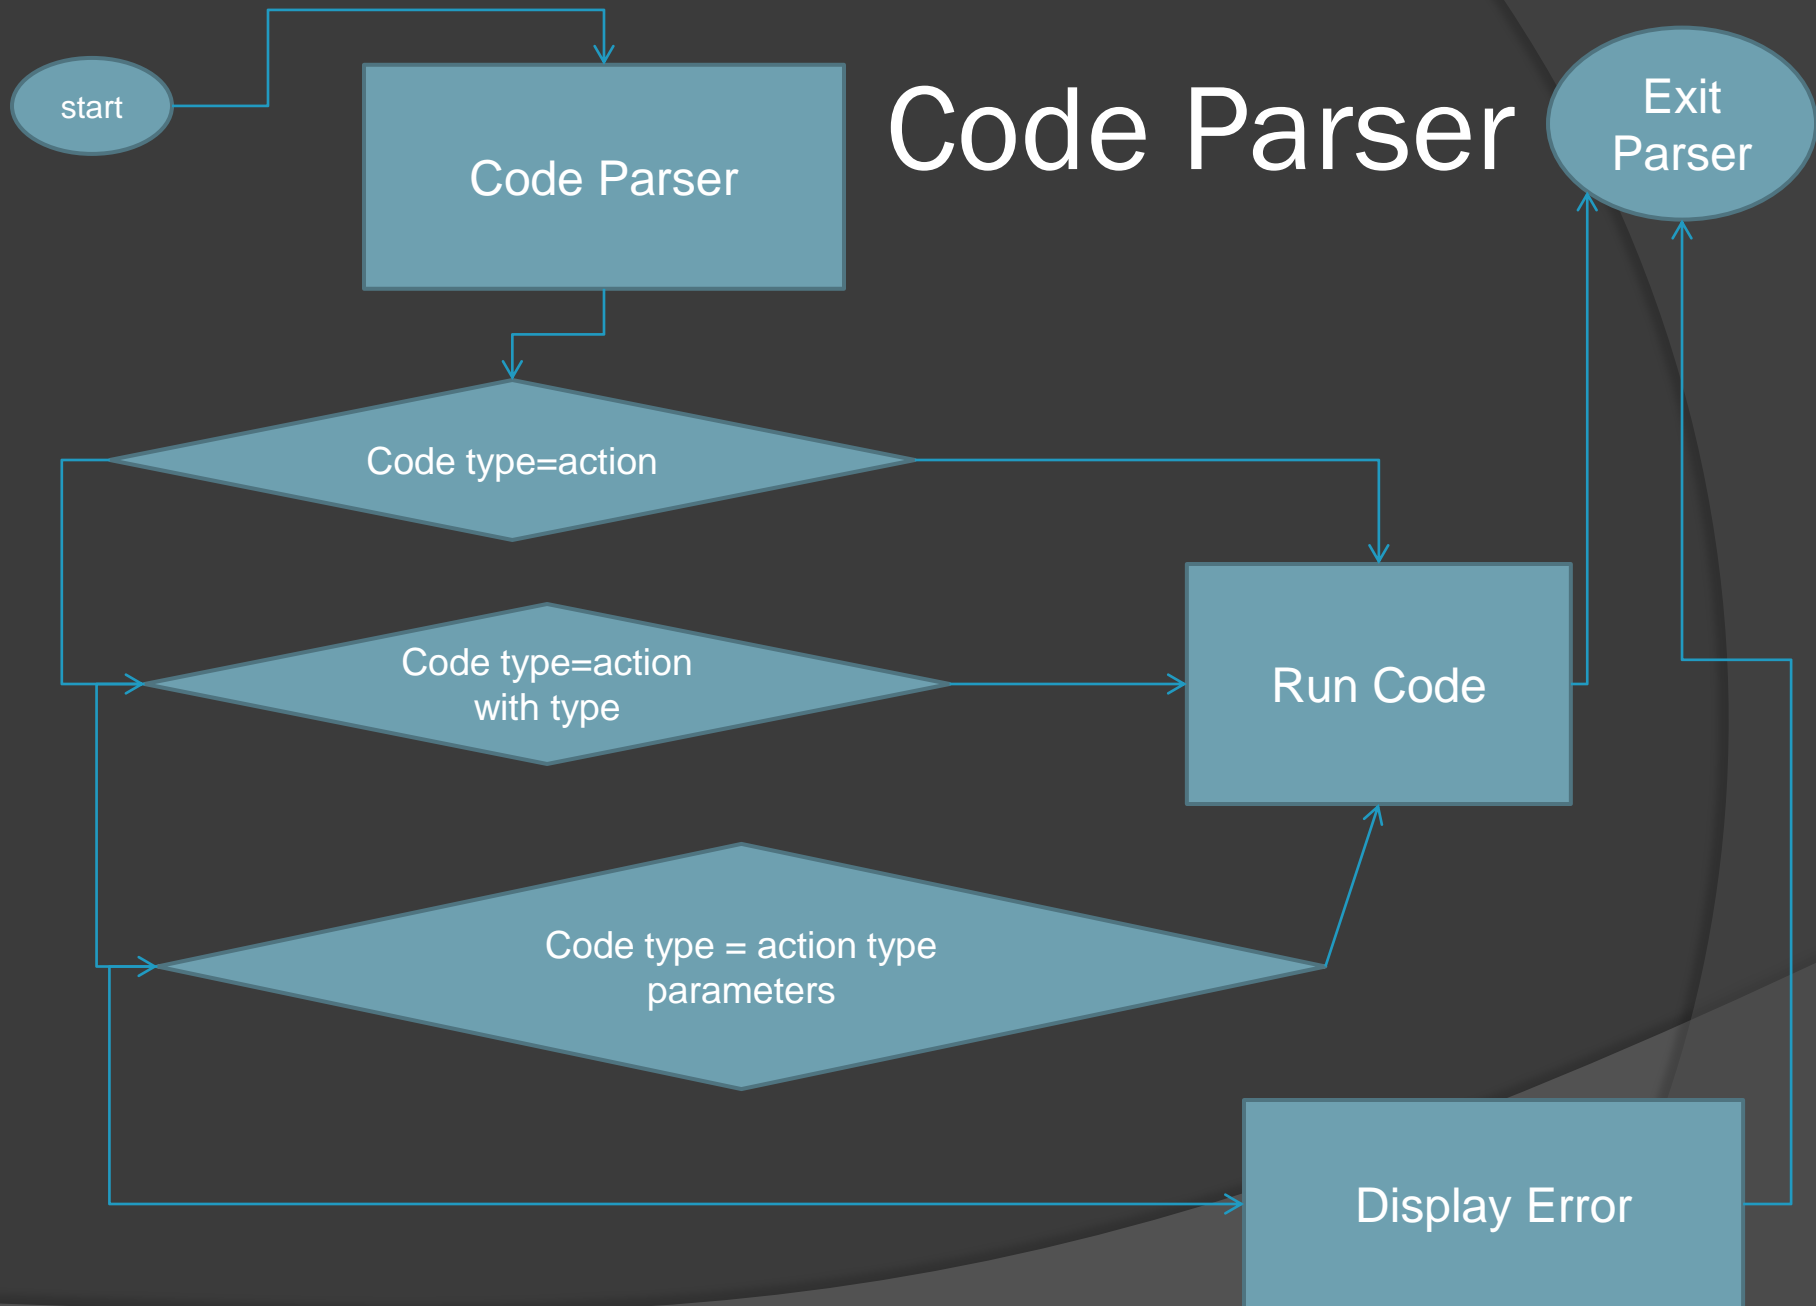 start
Code Parser
Code Parser
Exit
Parser
Code type=action
Code type=action
with type
Run Code
Code type = action type
parameters
Display Error